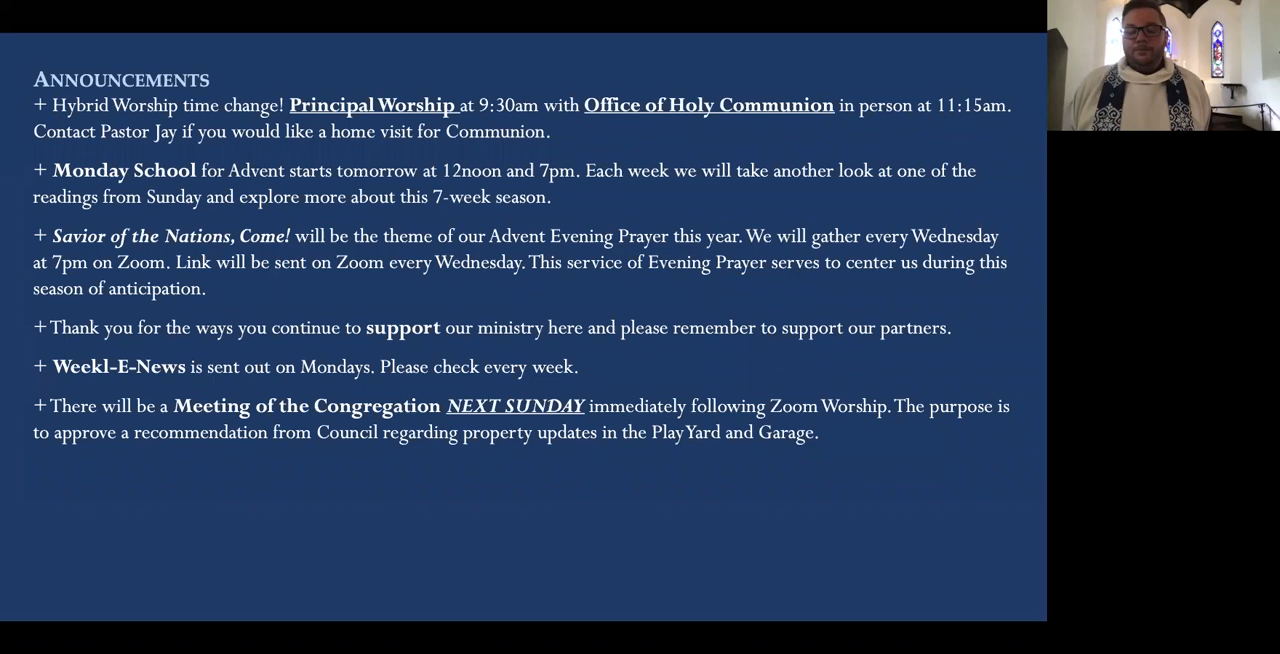 ANNOUNCEMENTS
+ Hybrid Worship time change! Principal Worship at 9:30am with Office of Holy Communion in person at 11:15am.
Contact Pastor Jay if you would like a home visit for Communion.
+ Monday School for Advent starts tomorrow at 12noon and 7pm. Each week we will take another look at one of the
readings from Sunday and explore more about this 7-week season.
+ Savior of the Nations, Come! will be the theme of our Advent Evening Prayer this year. We will gather every Wednesday
at 7pm on Zoom. Link will be sent on Zoom every Wednesday. This service of Evening Prayer serves to center us during this
season of anticipation.
+ Thank you for the ways you continue to support our ministry here and please remember to support our partners.
+ Weekl-E-News is sent out on Mondays. Please check every week.
+ There will be a Meeting of the Congregation NEXT SUNDAY immediately following Zoom Worship. The purpose is
to approve a recommendation from Council regarding property updates in the Play Yard and Garage.